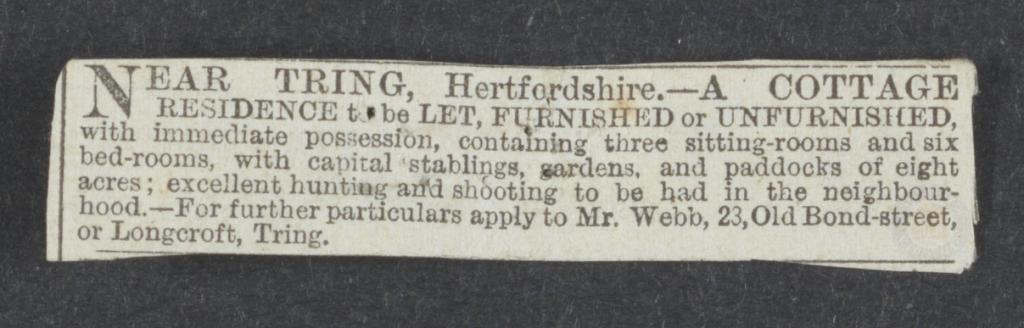 NEAR TRING, Hertfordshire.—A COTTAGE
RESIDENCE to be LET, FURNISHED or UNFURNISHED,
with immediate possession, containing three sitting-rooms and six
bed-rooms, with capital stablings, gardens, and paddocks of eight
acres; excellent hunting and shooting to be had in the neighbour-
hood.—For further particulars apply to Mr. Webb, 23, Old Bond-street,
or Longcroft, Tring.